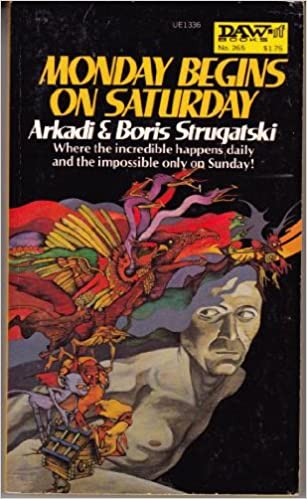 UE1336
DAW=sf
BOOKS
No. 265 $1.75
MONDAY BEGINS
ON SATURDAY
Arkadi & Boris Strugatski
Where the incredible happens daily
and the impossible only on Sunday!